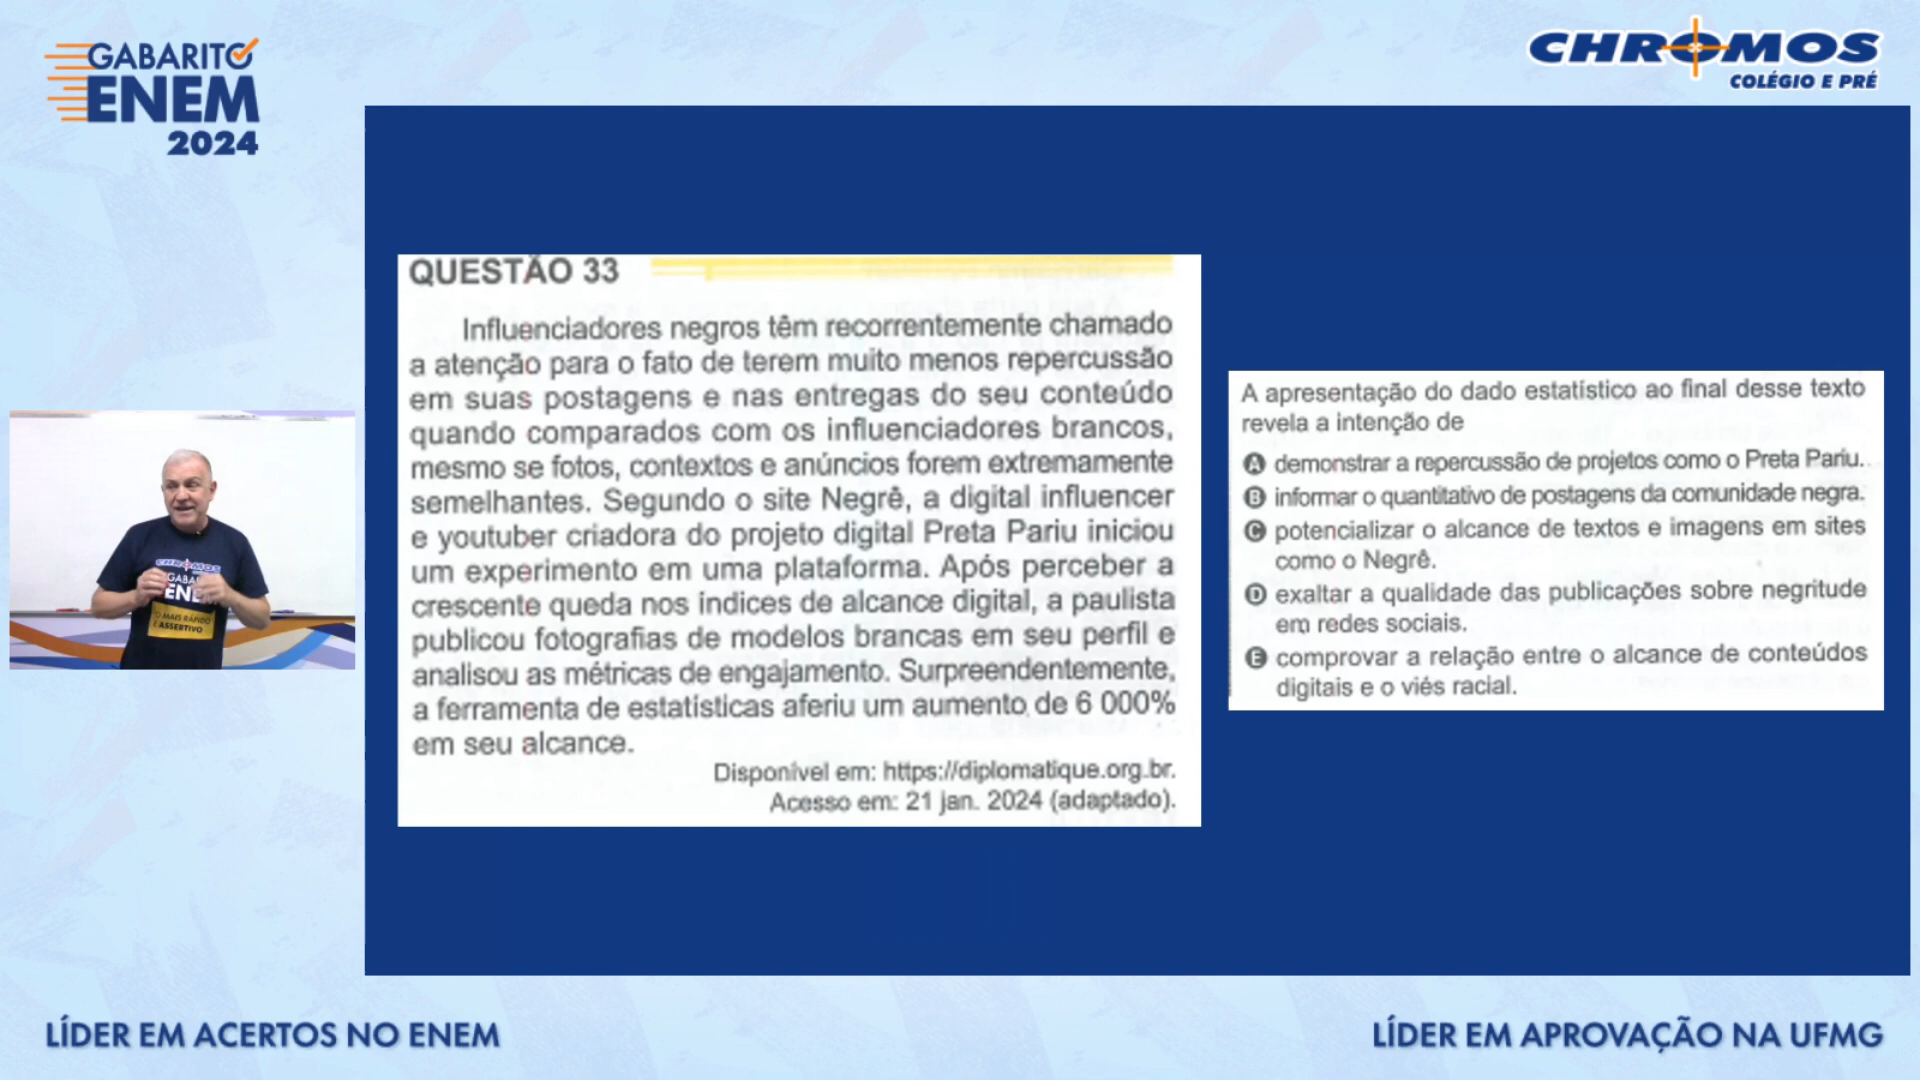 GABARITO
ENEM
2024
CHROMOS
COLÉGIO E PRÉ
QUESTÃO 33
Influenciadores negros têm recorrentemente chamado
a atenção para o fato de terem muito menos repercussão
em suas postagens e nas entregas do seu conteúdo
quando comparados com os influenciadores brancos,
mesmo se fotos, contextos e anúncios forem extremamente
semelhantes. Segundo o site Negrê, a digital influencer
e youtuber criadora do projeto digital Preta Pariu iniciou
um experimento em uma plataforma. Após perceber a
crescente queda nos índices de alcance digital, a paulista
publicou fotografias de modelos brancas em seu perfil e
analisou as métricas de engajamento. Surpreendentemente,
a ferramenta de estatísticas aferiu um aumento de 6 000%
em seu alcance.
Disponível em: https://diplomatique.org.br.
Acesso em: 21 jan. 2024 (adaptado).
A apresentação do dado estatístico ao final desse texto
revela a intenção de
A demonstrar a repercussão de projetos como o Preta Pariu.
B informar o quantitativo de postagens da comunidade negra.
C potencializar o alcance de textos e imagens em sites
como o Negrê.
D exaltar a qualidade das publicações sobre negritude
em redes sociais.
E comprovar a relação entre o alcance de conteúdos
digitais e o viés racial.
CHROMOS
GABA
ENE
O MAIS RÁPIDO
E ASSERTIVO
LÍDER EM ACERTOS NO ENEM
LÍDER EM APROVAÇÃO NA UFMG